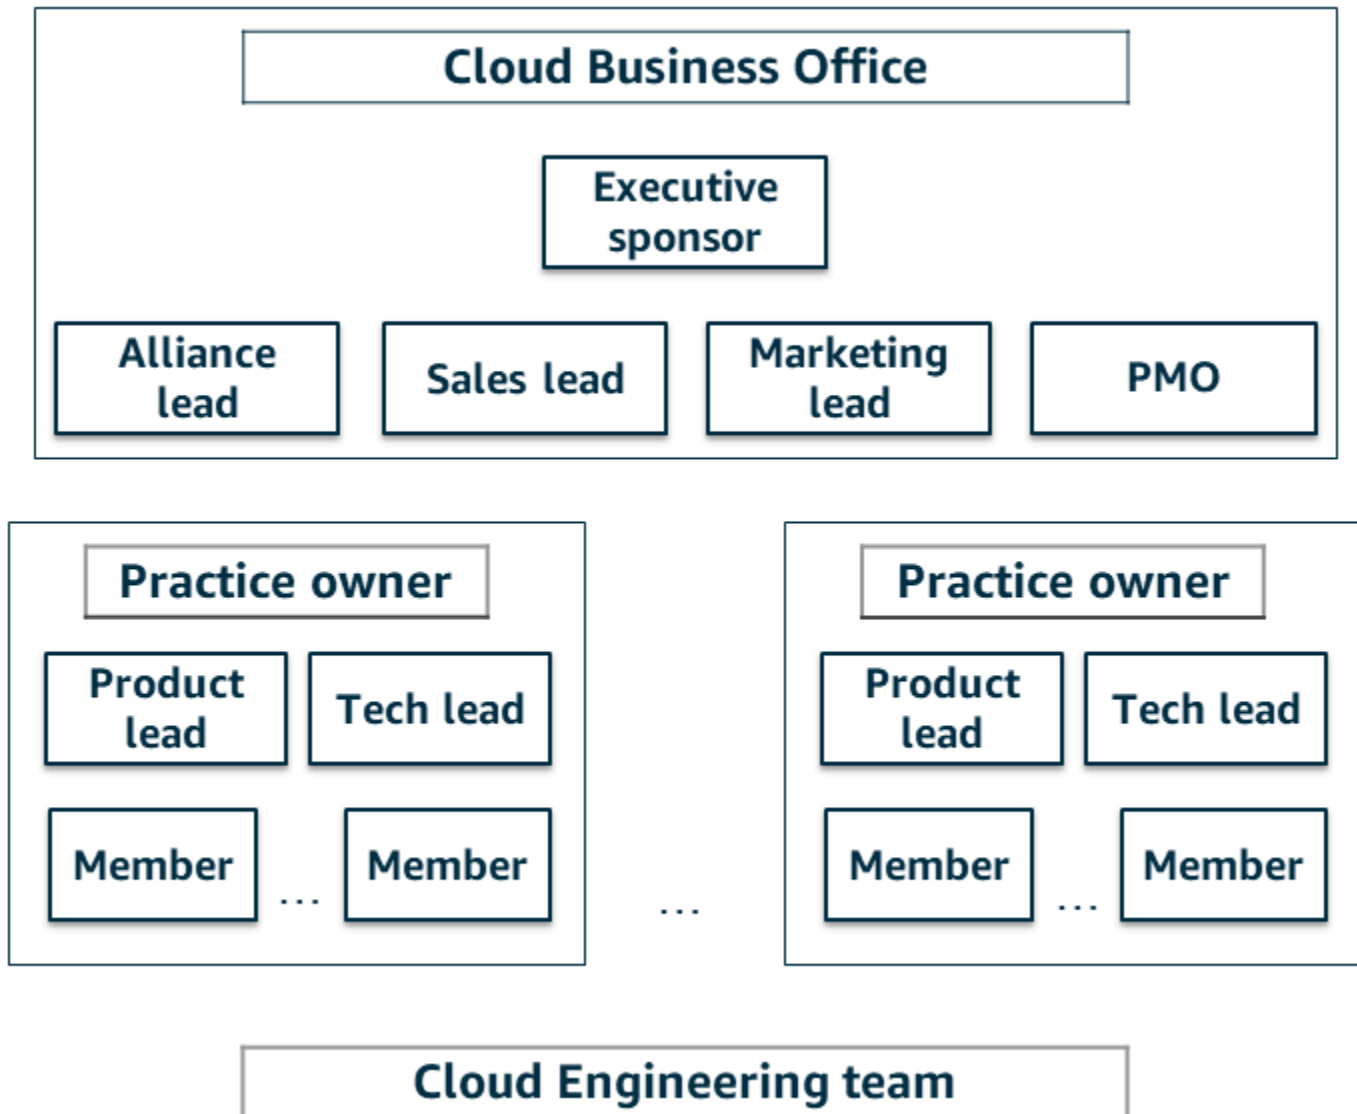 Cloud Business Office
Executive
sponsor
Alliance
lead
Sales lead
Marketing
lead
PMO
Practice owner
Product
lead
Tech lead
Member
...
Member
...
Practice owner
Product
lead
Tech lead
Member
...
Member
Cloud Engineering team